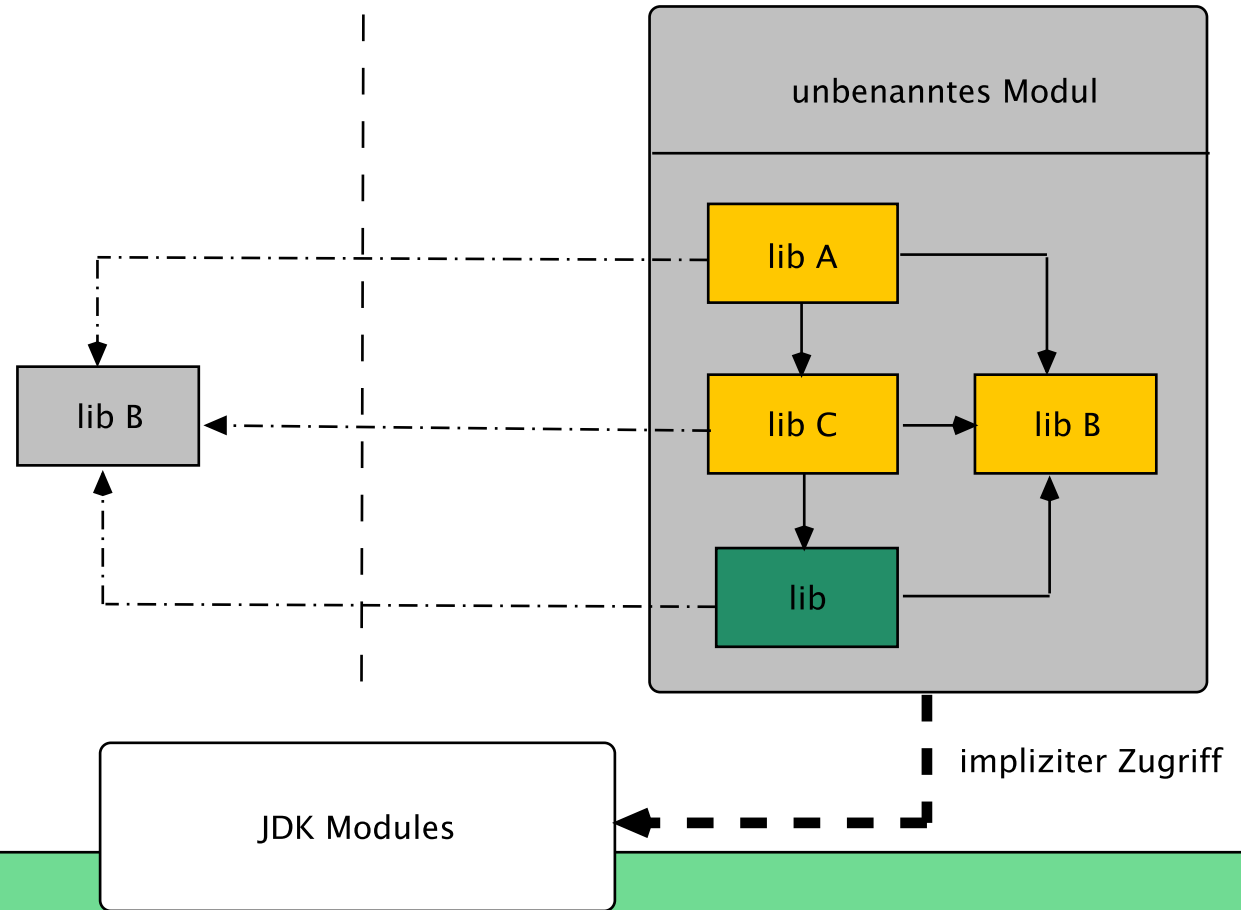 unbenanntes Modul
lib A
lib B
lib C
lib B
lib
impliziter Zugriff
JDK Modules